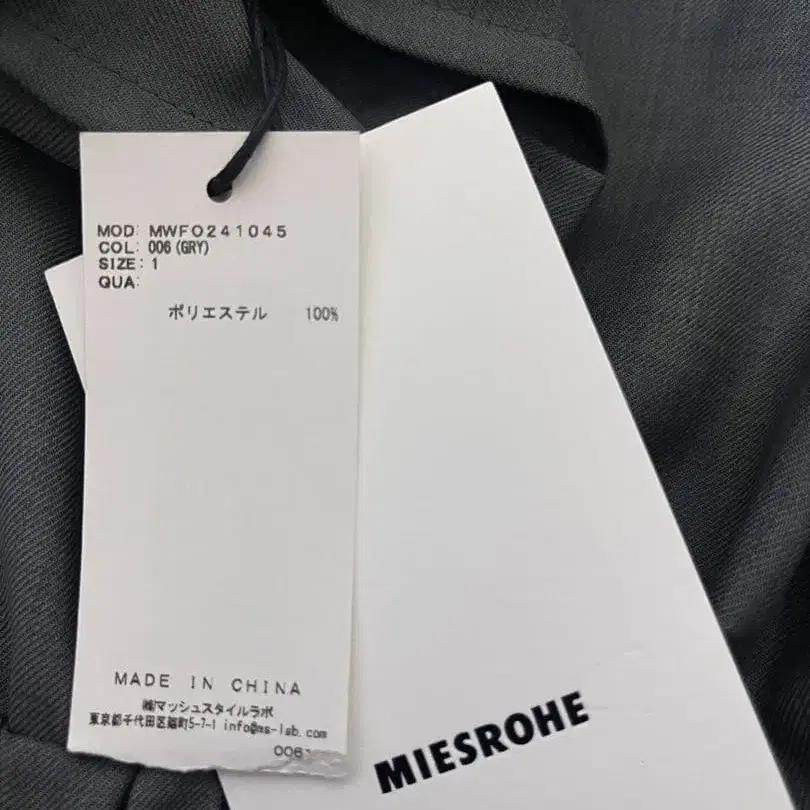 MOD: MWFO241045
COL: 006(GRY)
SIZE: 1
QUA:
ポリエステル 100%
MADE IN CHINA
㈱マッシュスタイルラボ
東京都千代田区麹町5-7-1 info@ms-lab.com
006
MIESROHE